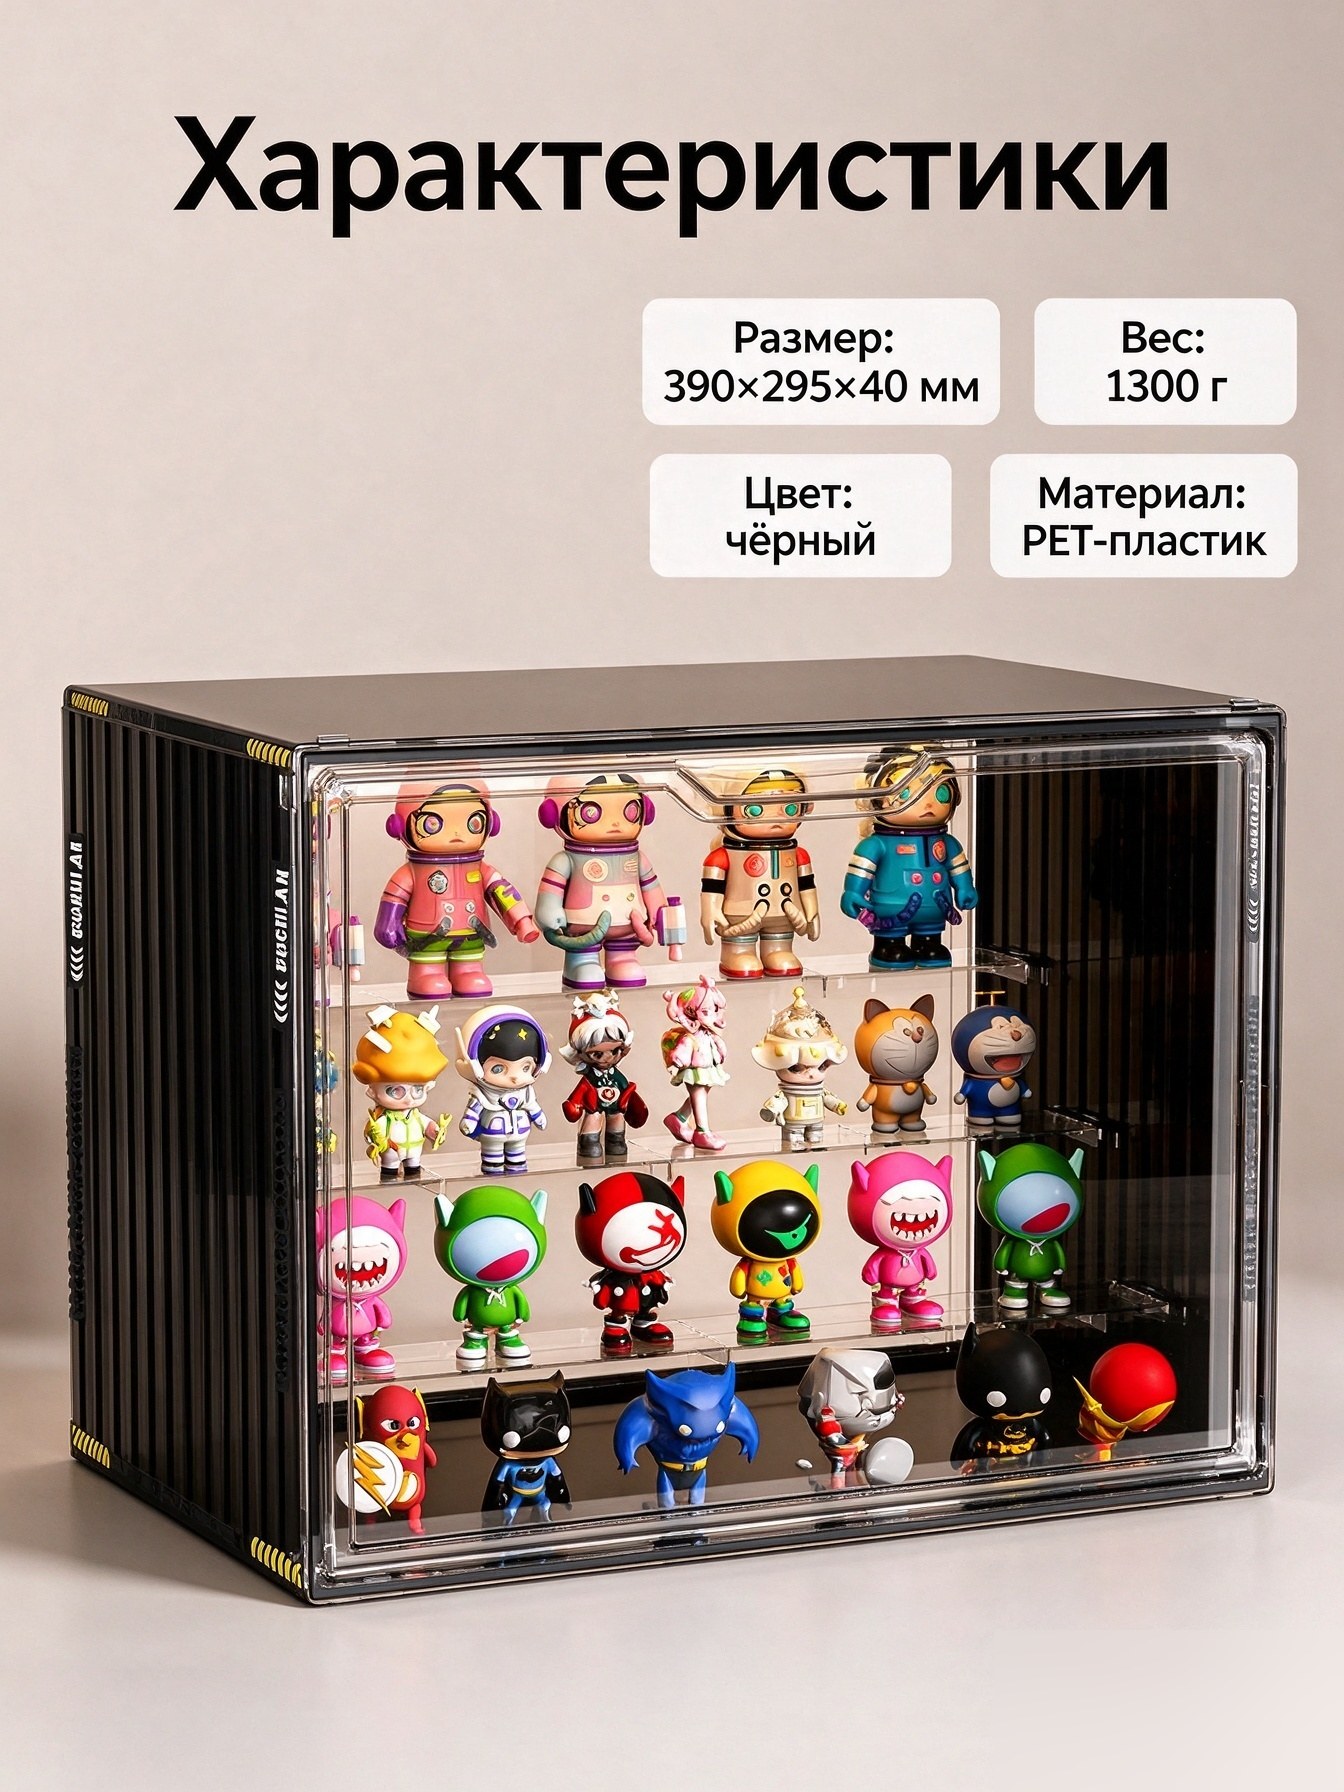 Характеристики
Размер:
390×295×40 мм
Вес:
1300 г
Цвет:
чёрный
Материал:
PET-пластик